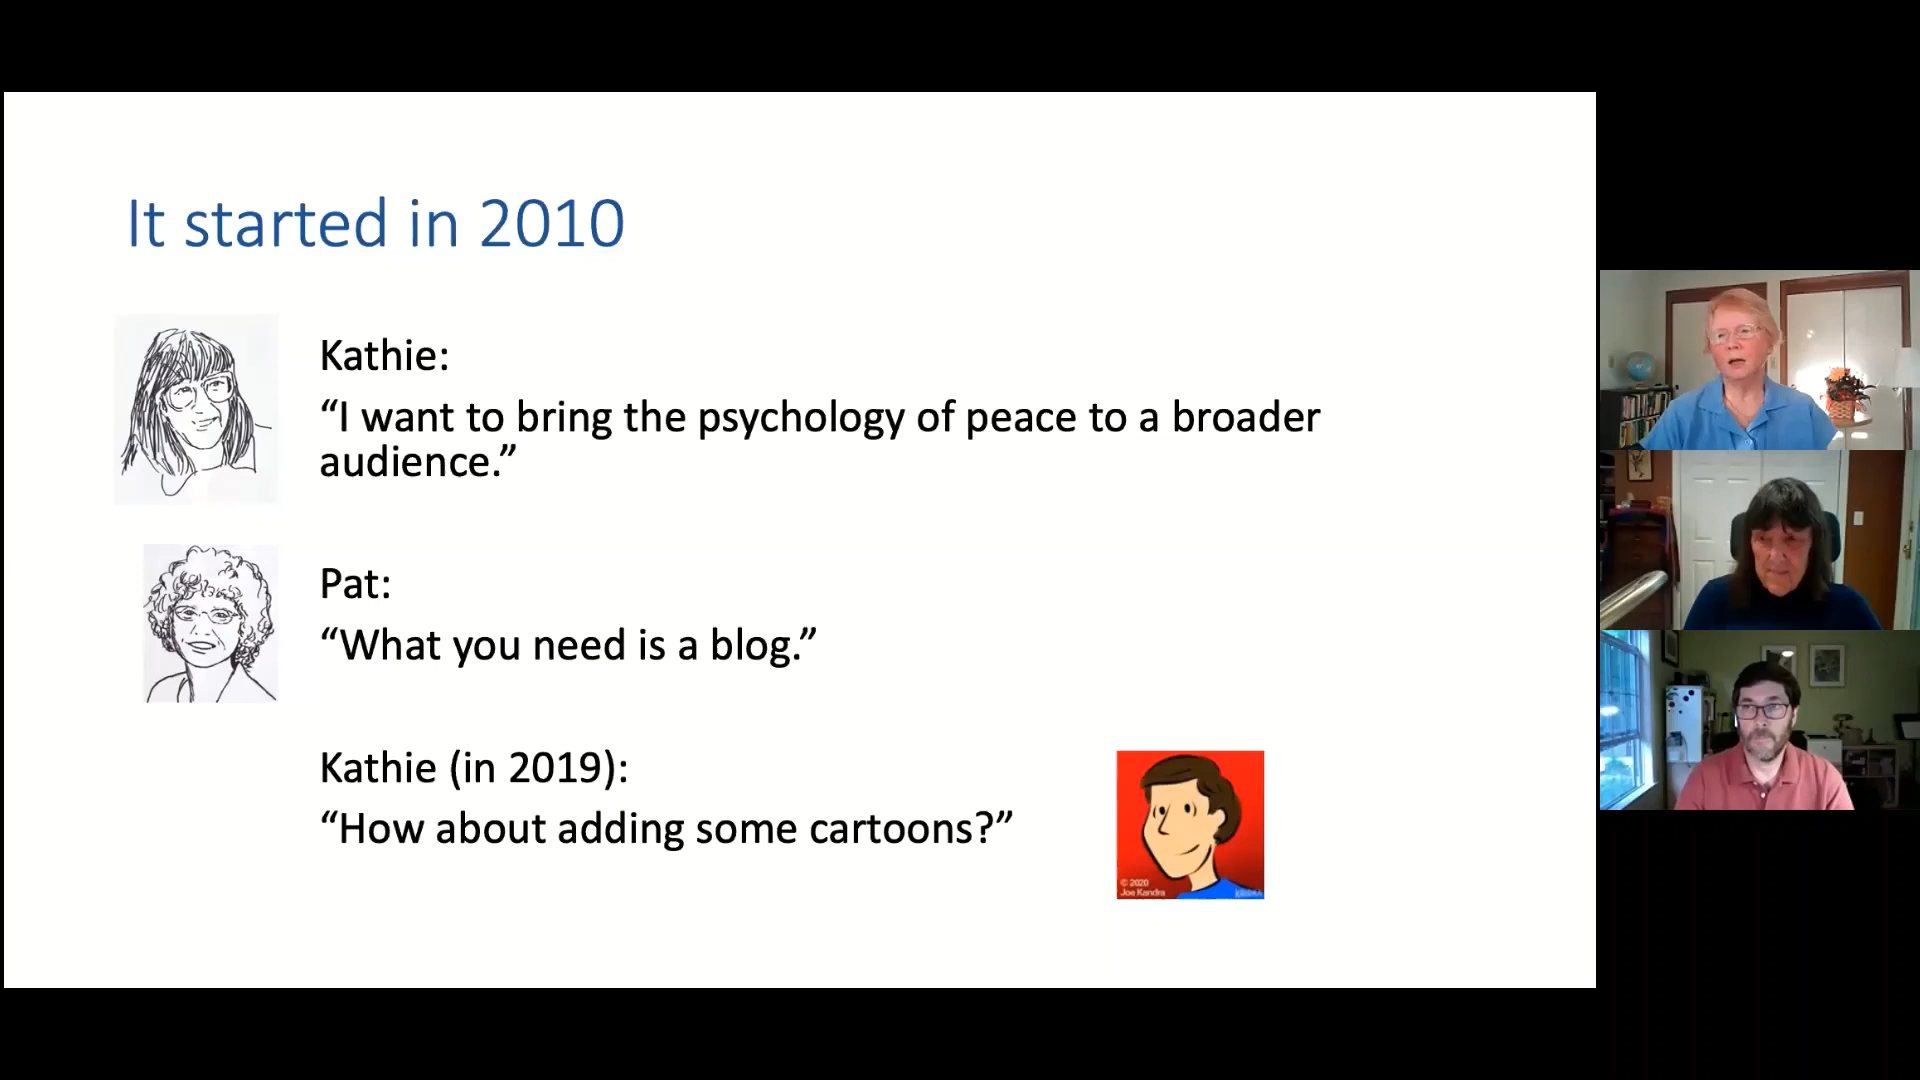 It started in 2010
Kathie:
“I want to bring the psychology of peace to a broader
audience.”
Pat:
“What you need is a blog.”
Kathie (in 2019):
“How about adding some cartoons?”
© 2020
Joe Kandra